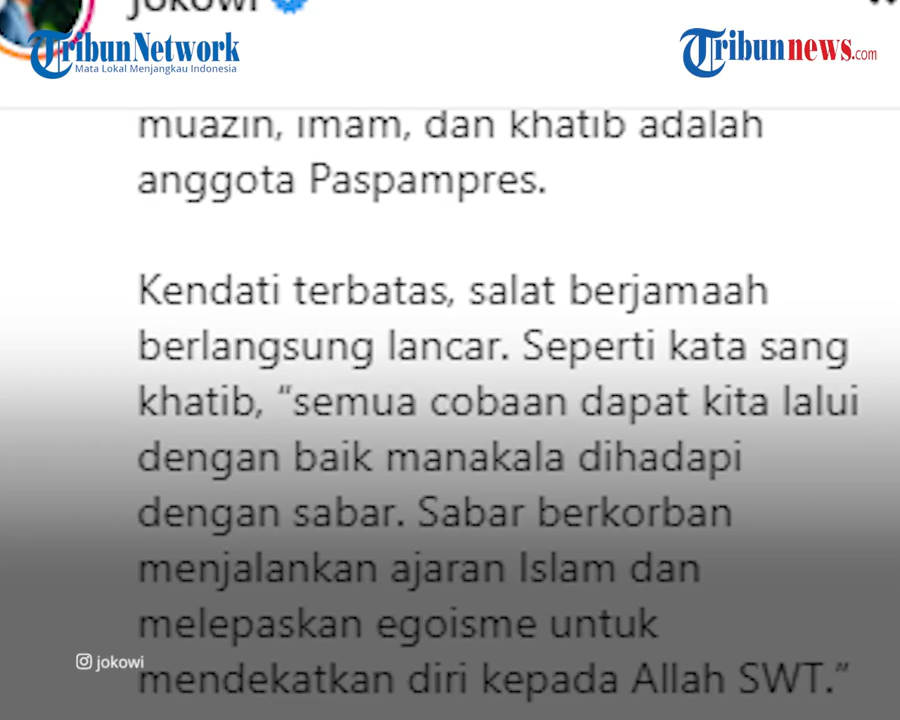 jokowi
TribunNetwork
Mata Lokal Menjangkau Indonesia
Tribunnews.com
muazin, imam, dan khatib adalah
anggota Paspampres.
Kendati terbatas, salat berjamaah
berlangsung lancar. Seperti kata sang
khatib, “semua cobaan dapat kita lalui
dengan baik manakala dihadapi
dengan sabar. Sabar berkorban
menjalankan ajaran Islam dan
melepaskan egoisme untuk
jokowi
mendekatkan diri kepada Allah SWT.”